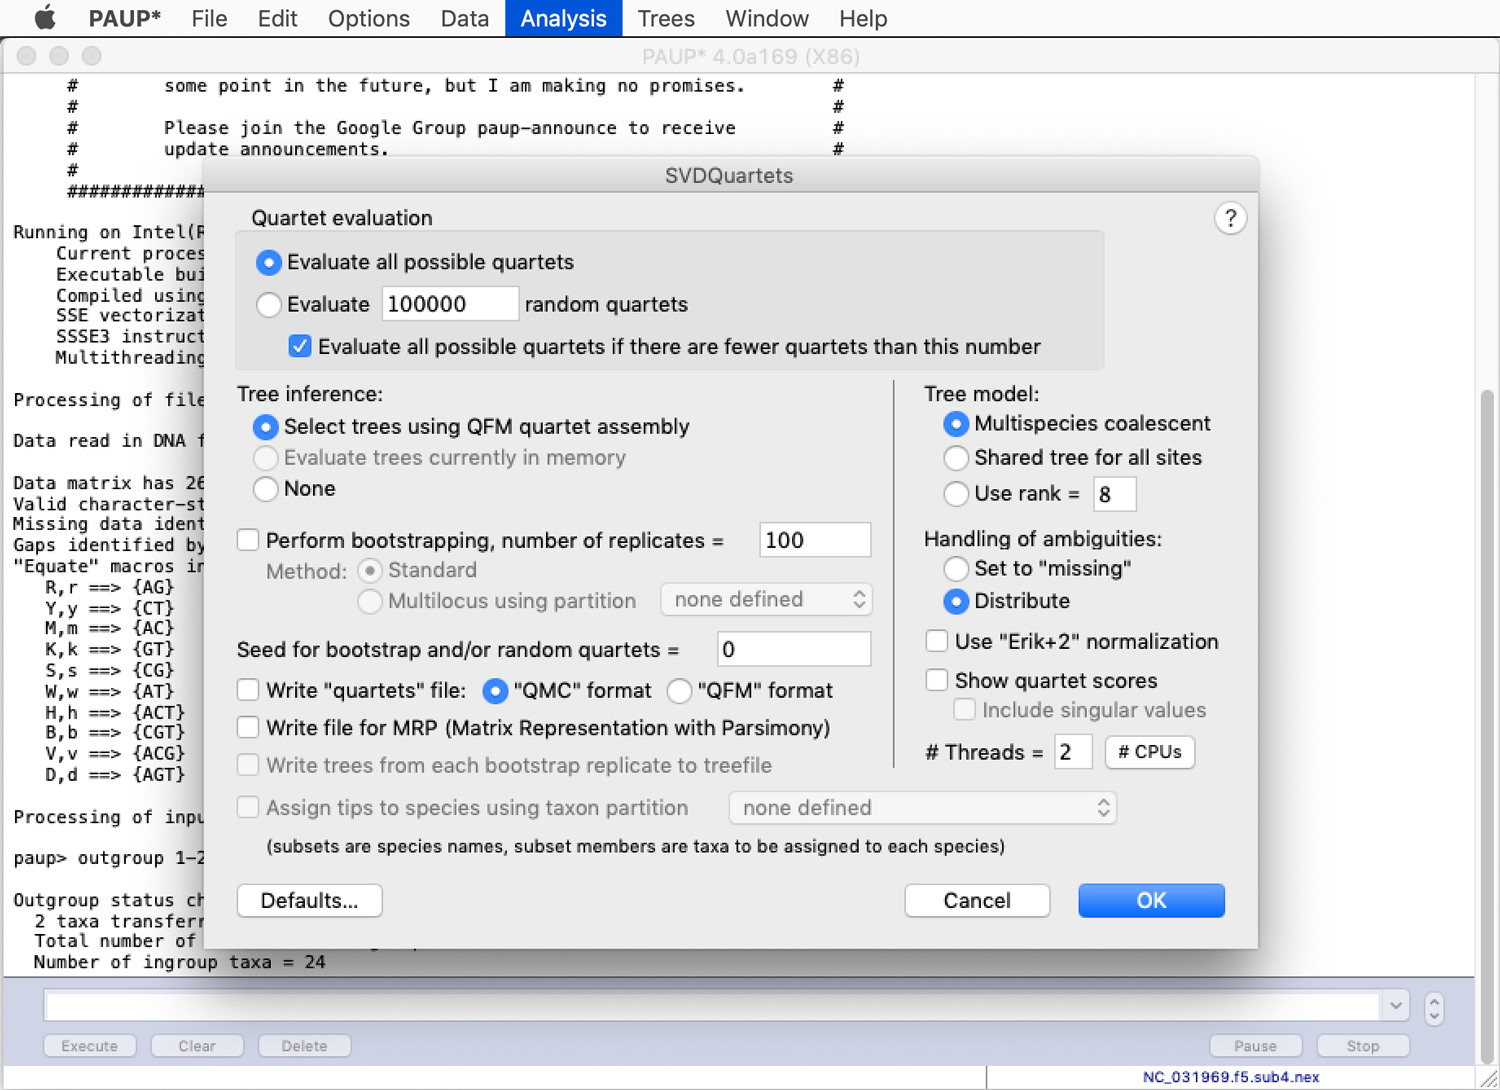 PAUP* File Edit Options Data Analysis Trees Window Help
PAUP* 4.0a169 (X86)
# some point in the future, but I am making no promises. #
# #
# Please join the Google Group paup-announce to receive #
# update announcements. #
#
################
SVDQuartets
Running on Intel(R
Current proces
Executable bui
Compiled using
SSE vectorizat
SSSE3 instruct
Multithreading
Processing of file
Data read in DNA f
Data matrix has 26
Valid character-st
Missing data ident
Gaps identified by
"Equate" macros in
R,r ==> {AG}
Y,y ==> {CT}
M,m ==> {AC}
K,k ==> {GT}
S,s ==> {CG}
W,w ==> {AT}
H,h ==> {ACT}
B,b ==> {CGT}
V,v ==> {ACG}
D,d ==> {AGT}
Processing of inpu
paup> outgroup 1-2
Outgroup status ch
2 taxa transferr
Total number of
Number of ingroup taxa = 24
Quartet evaluation
?
Evaluate all possible quartets
Evaluate 100000 random quartets
Evaluate all possible quartets if there are fewer quartets than this number
Tree inference:
Select trees using QFM quartet assembly
Evaluate trees currently in memory
None
Perform bootstrapping, number of replicates = 100
Method: Standard
Multilocus using partition none defined
Seed for bootstrap and/or random quartets = 0
Write "quartets" file: "QMC" format "QFM" format
Write file for MRP (Matrix Representation with Parsimony)
Write trees from each bootstrap replicate to treefile
Tree model:
Multispecies coalescent
Shared tree for all sites
Use rank = 8
Handling of ambiguities:
Set to "missing"
Distribute
Use "Erik+2" normalization
Show quartet scores
Include singular values
# Threads = 2 # CPUs
Assign tips to species using taxon partition none defined
(subsets are species names, subset members are taxa to be assigned to each species)
Defaults... Cancel OK
Execute Clear Delete Pause Stop
NC_031969.f5.sub4.nex